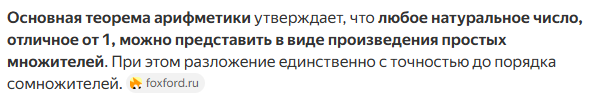 Основная теорема арифметики утверждает, что любое натуральное число,
отличное от 1, можно представить в виде произведения простых
множителей. При этом разложение единственно с точностью до порядка
сомножителей. foxford.ru